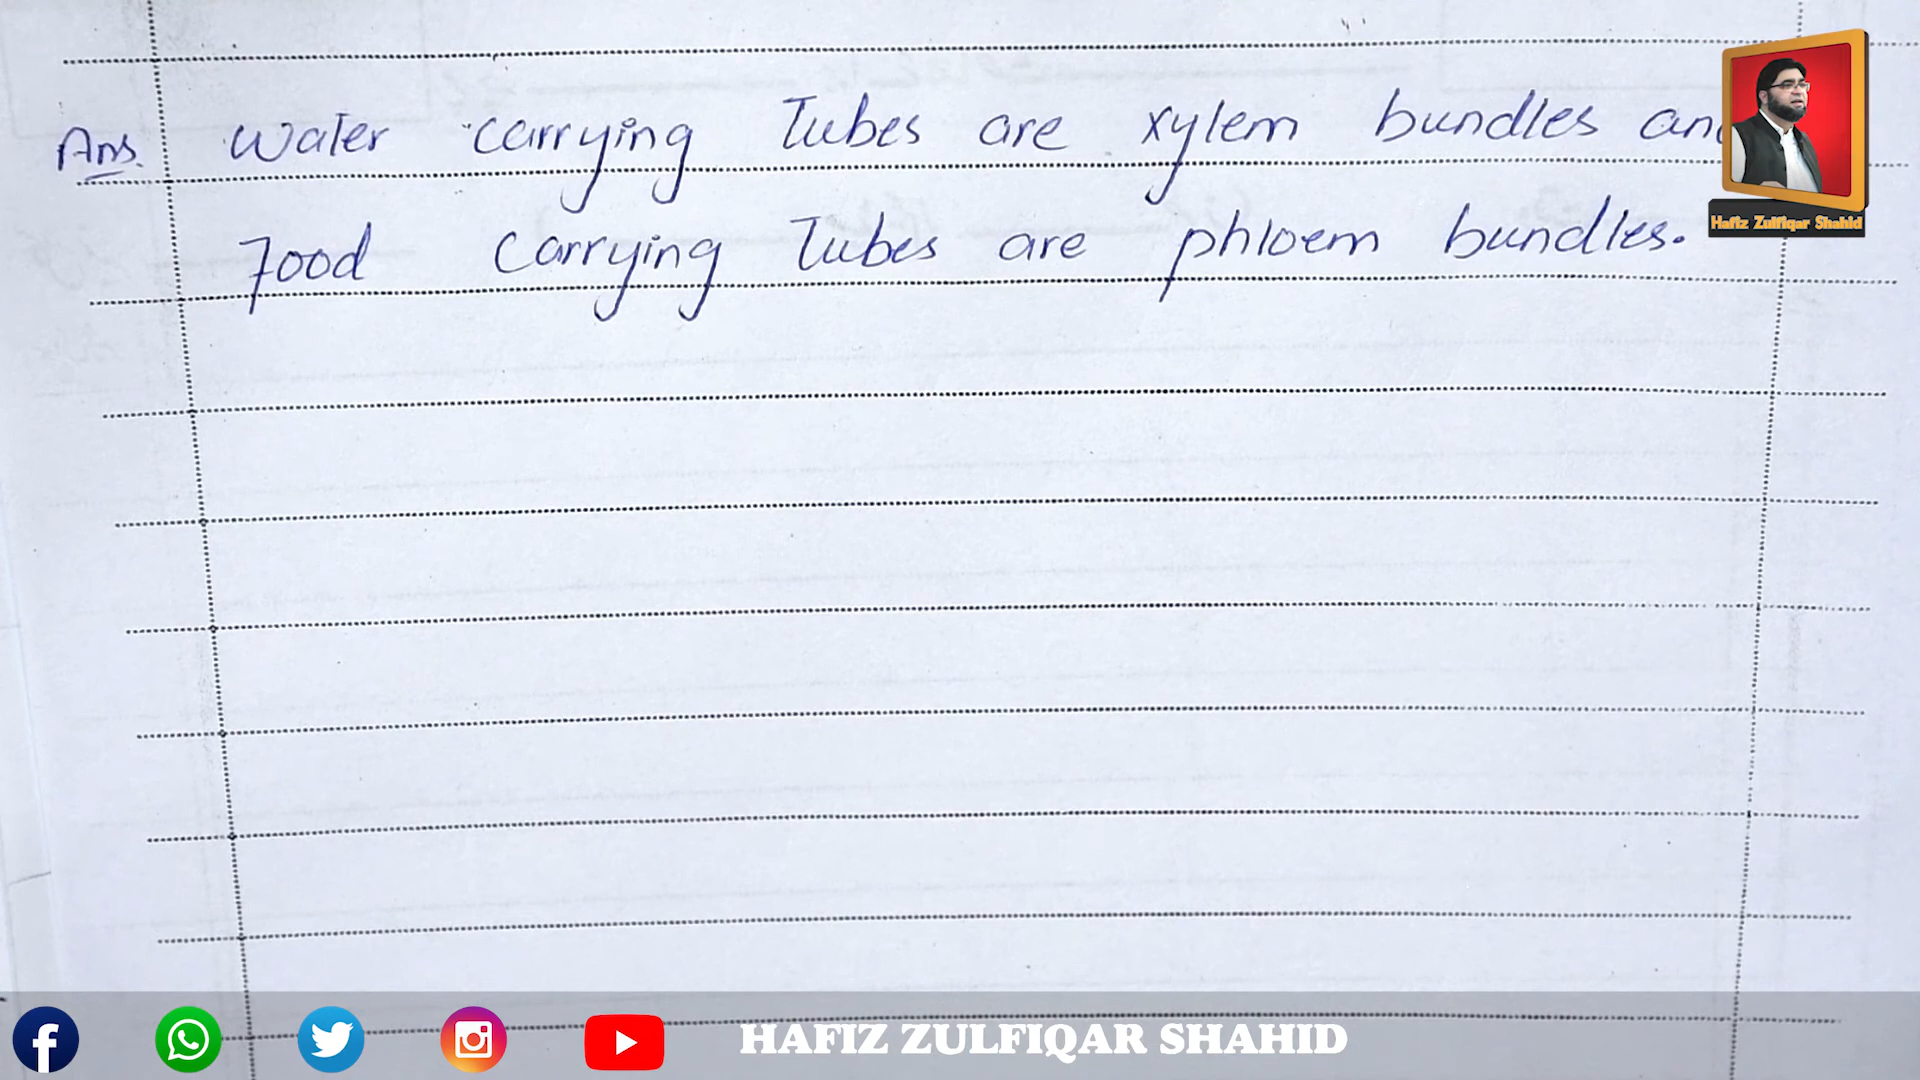 Ans. Water carrying Tubes are xylem bundles and
Food carrying Tubes are phloem bundles.
Hafiz Zulfiqar Shahid
HAFIZ ZULFIQAR SHAHID